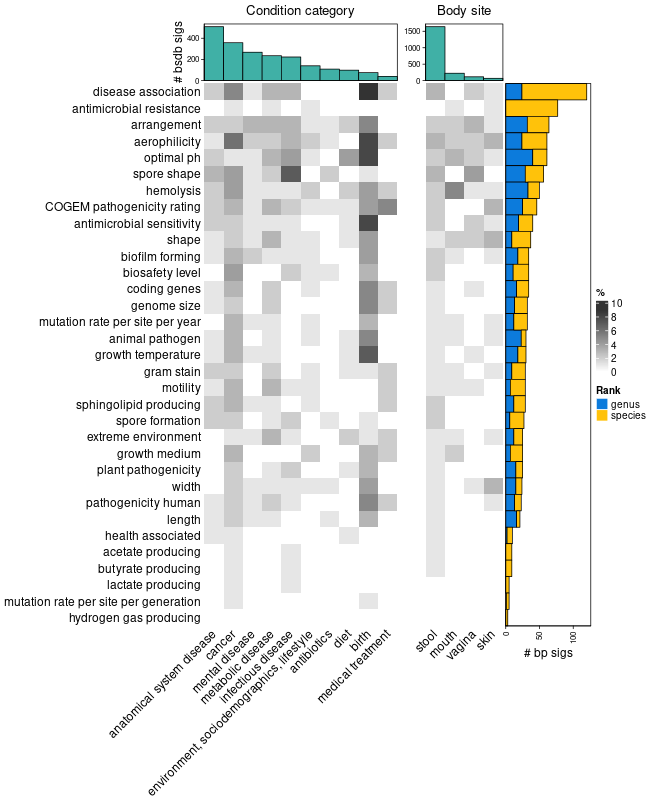 Condition category
Body site
# bsdb sigs
400
200
0
1500
1000
500
0
disease association
antimicrobial resistance
arrangement
aerophilicity
optimal ph
spore shape
hemolysis
COGEM pathogenicity rating
antimicrobial sensitivity
shape
biofilm forming
biosafety level
coding genes
genome size
mutation rate per site per year
animal pathogen
growth temperature
gram stain
motility
sphingolipid producing
spore formation
extreme environment
growth medium
plant pathogenicity
width
pathogenicity human
length
health associated
acetate producing
butyrate producing
lactate producing
mutation rate per site per generation
hydrogen gas producing
anatomical system disease
cancer
mental disease
metabolic disease
infectious disease
environment, sociodemographics, lifestyle
antibiotics
diet
birth
medical treatment
stool
mouth
vagina
skin
0
50
100
# bp sigs
%
10
8
6
4
2
0
Rank
genus
species